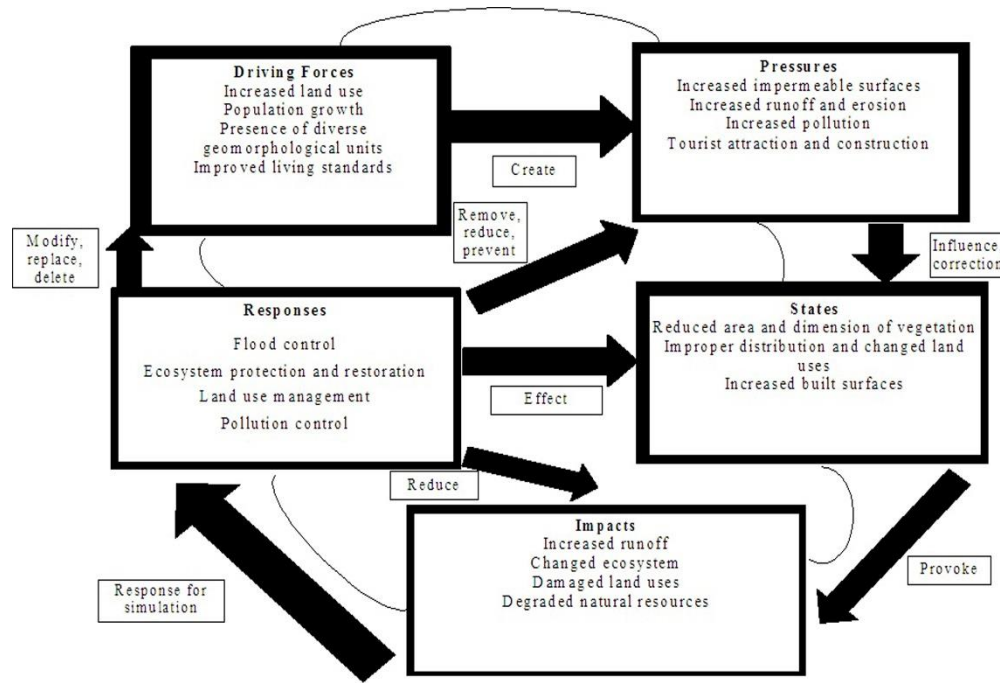 Driving Forces
Increased land use
Population growth
Presence of diverse
geomorphological units
Improved living standards
Pressures
Increased impermeable surfaces
Increased runoff and erosion
Increased pollution
Tourist attraction and construction
Create
Remove,
reduce,
prevent
Modify,
replace,
delete
Influence
correction
Responses
Flood control
Ecosystem protection and restoration
Land use management
Pollution control
States
Reduced area and dimension of vegetation
Improper distribution and changed land
uses
Increased built surfaces
Effect
Reduce
Impacts
Increased runoff
Changed ecosystem
Damaged land uses
Degraded natural resources
Provoke
Response for
simulation